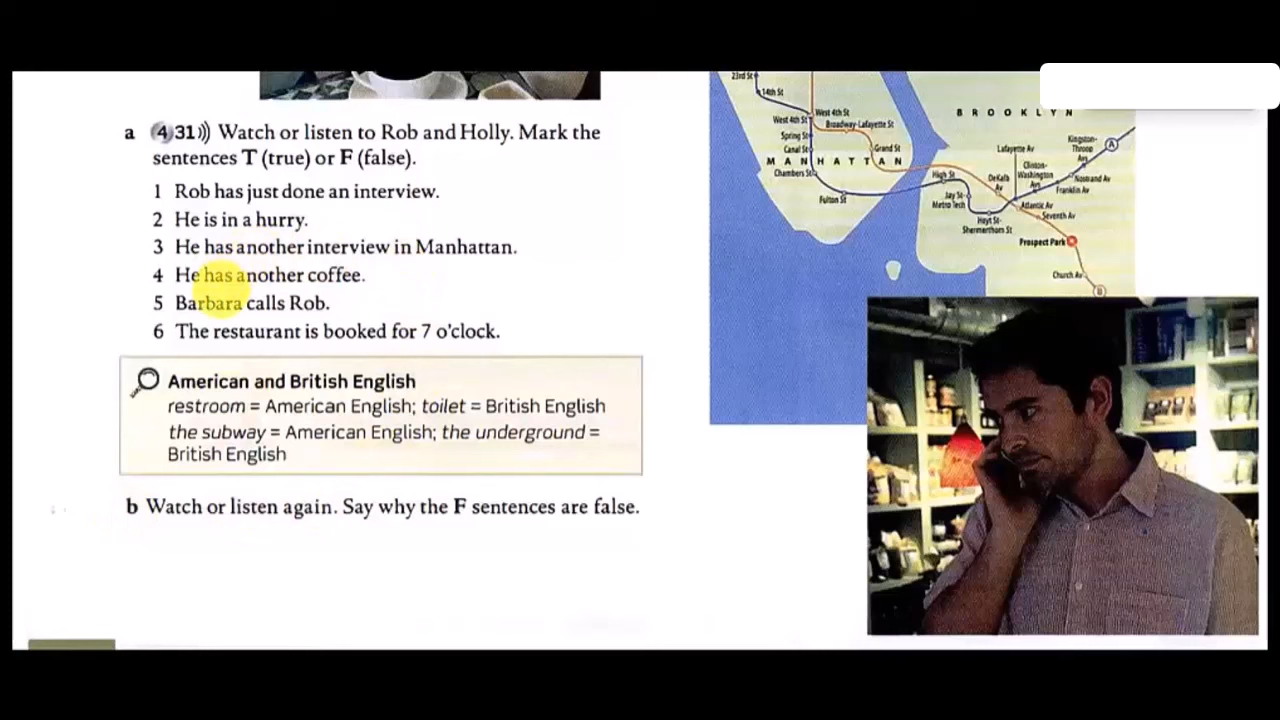 a 4 31 Watch or listen to Rob and Holly. Mark the
sentences T (true) or F (false).
1 Rob has just done an interview.
2 He is in a hurry.
3 He has another interview in Manhattan.
4 He has another coffee.
5 Barbara calls Rob.
6 The restaurant is booked for 7 o'clock.
American and British English
restroom = American English; toilet = British English
the subway = American English; the underground =
British English
b Watch or listen again. Say why the F sentences are false.
23rd St
14th St
West 4th St
West 4th St
Broadway-Lafayette St
Spring St
Canal St
Grand St
MANHATTAN
Chambers St
Fulton St
BROOKLYN
Kingston-
Throop
Avs
A
Lafayette Av
Clinton-
Washington
Avs
Nostrand Av
Franklin Av
High St
DeKalb
Av
Jay St-
Metro Tech
Atlantic Av
Seventh Av
Hoyt St-
Shermerhorn St
Prospect Park
Church Av
B